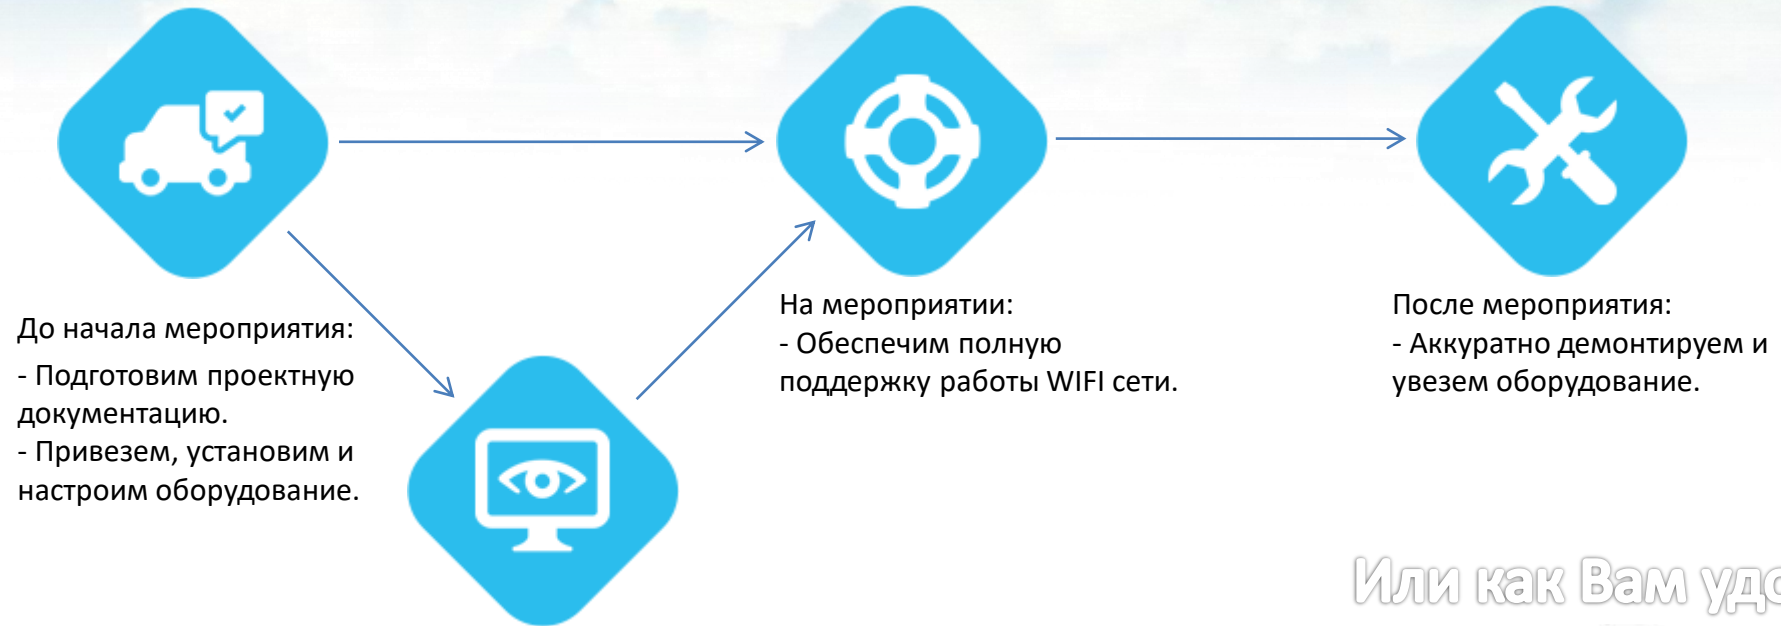 До начала мероприятия:
- Подготовим проектную
документацию.
- Привезем, установим и
настроим оборудование.
На мероприятии:
- Обеспечим полную
поддержку работы WIFI сети.
После мероприятия:
- Аккуратно демонтируем и
увезем оборудование.
Или как Вам